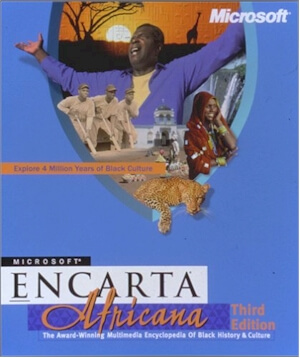 Microsoft®
Explore 4 Million Years of Black Culture
MICROSOFT®
ENCARTA®
Africana
Third
Edition
The Award-Winning Multimedia Encyclopedia Of Black History & Culture